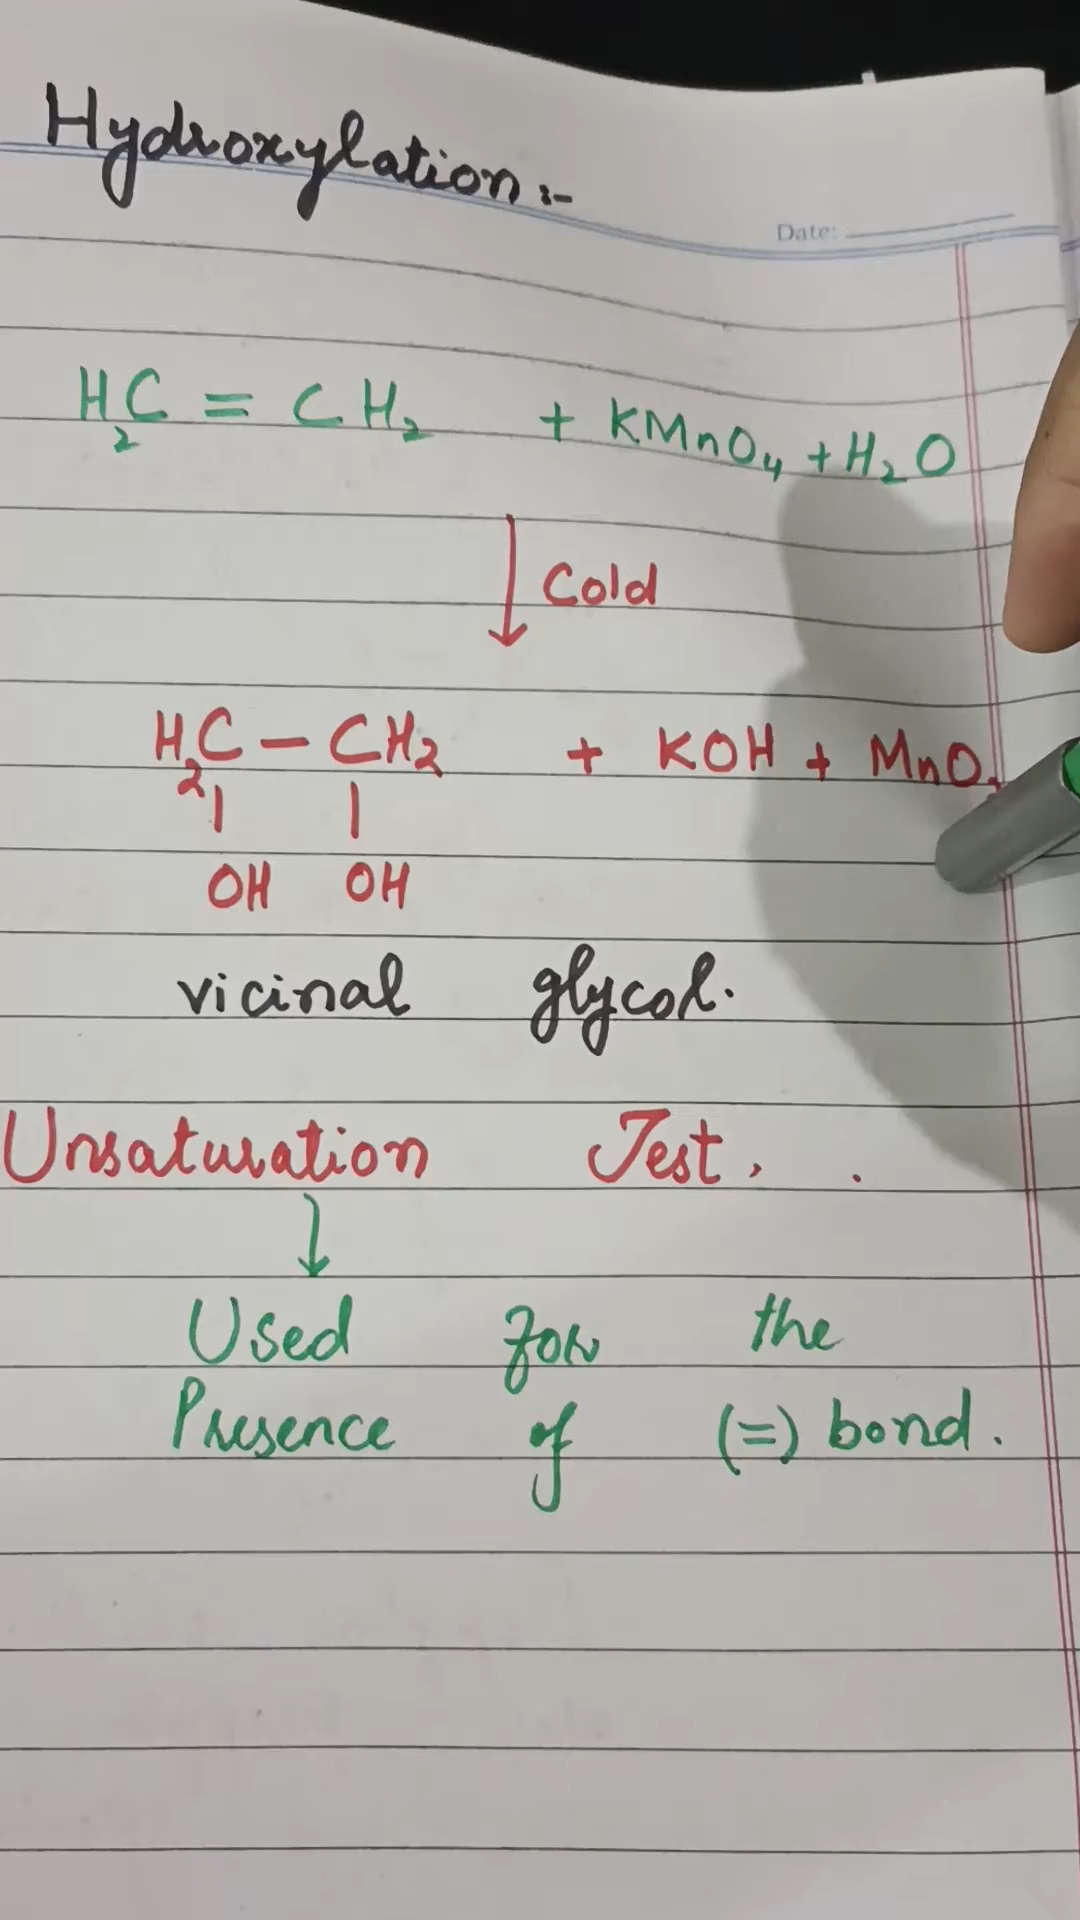 Hydroxylation :-
Date:
H₂C = CH₂ + KMnO₄ + H₂O
Cold
H₂C – CH₂ + KOH + MnO
OH OH
vicinal glycol.
Unsaturation Test.
Used for the
Presence of (=) bond.